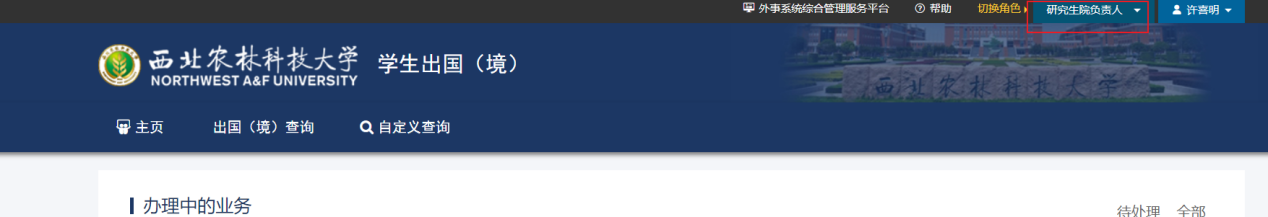 外事系统综合管理服务平台 帮助 切换角色 研究生院负责人 许喜明
西北农林科技大学
NORTHWEST A&F UNIVERSITY
学生出国（境）
西北农林科技大学
主页 出国（境）查询 自定义查询
办理中的业务
待处理 全部